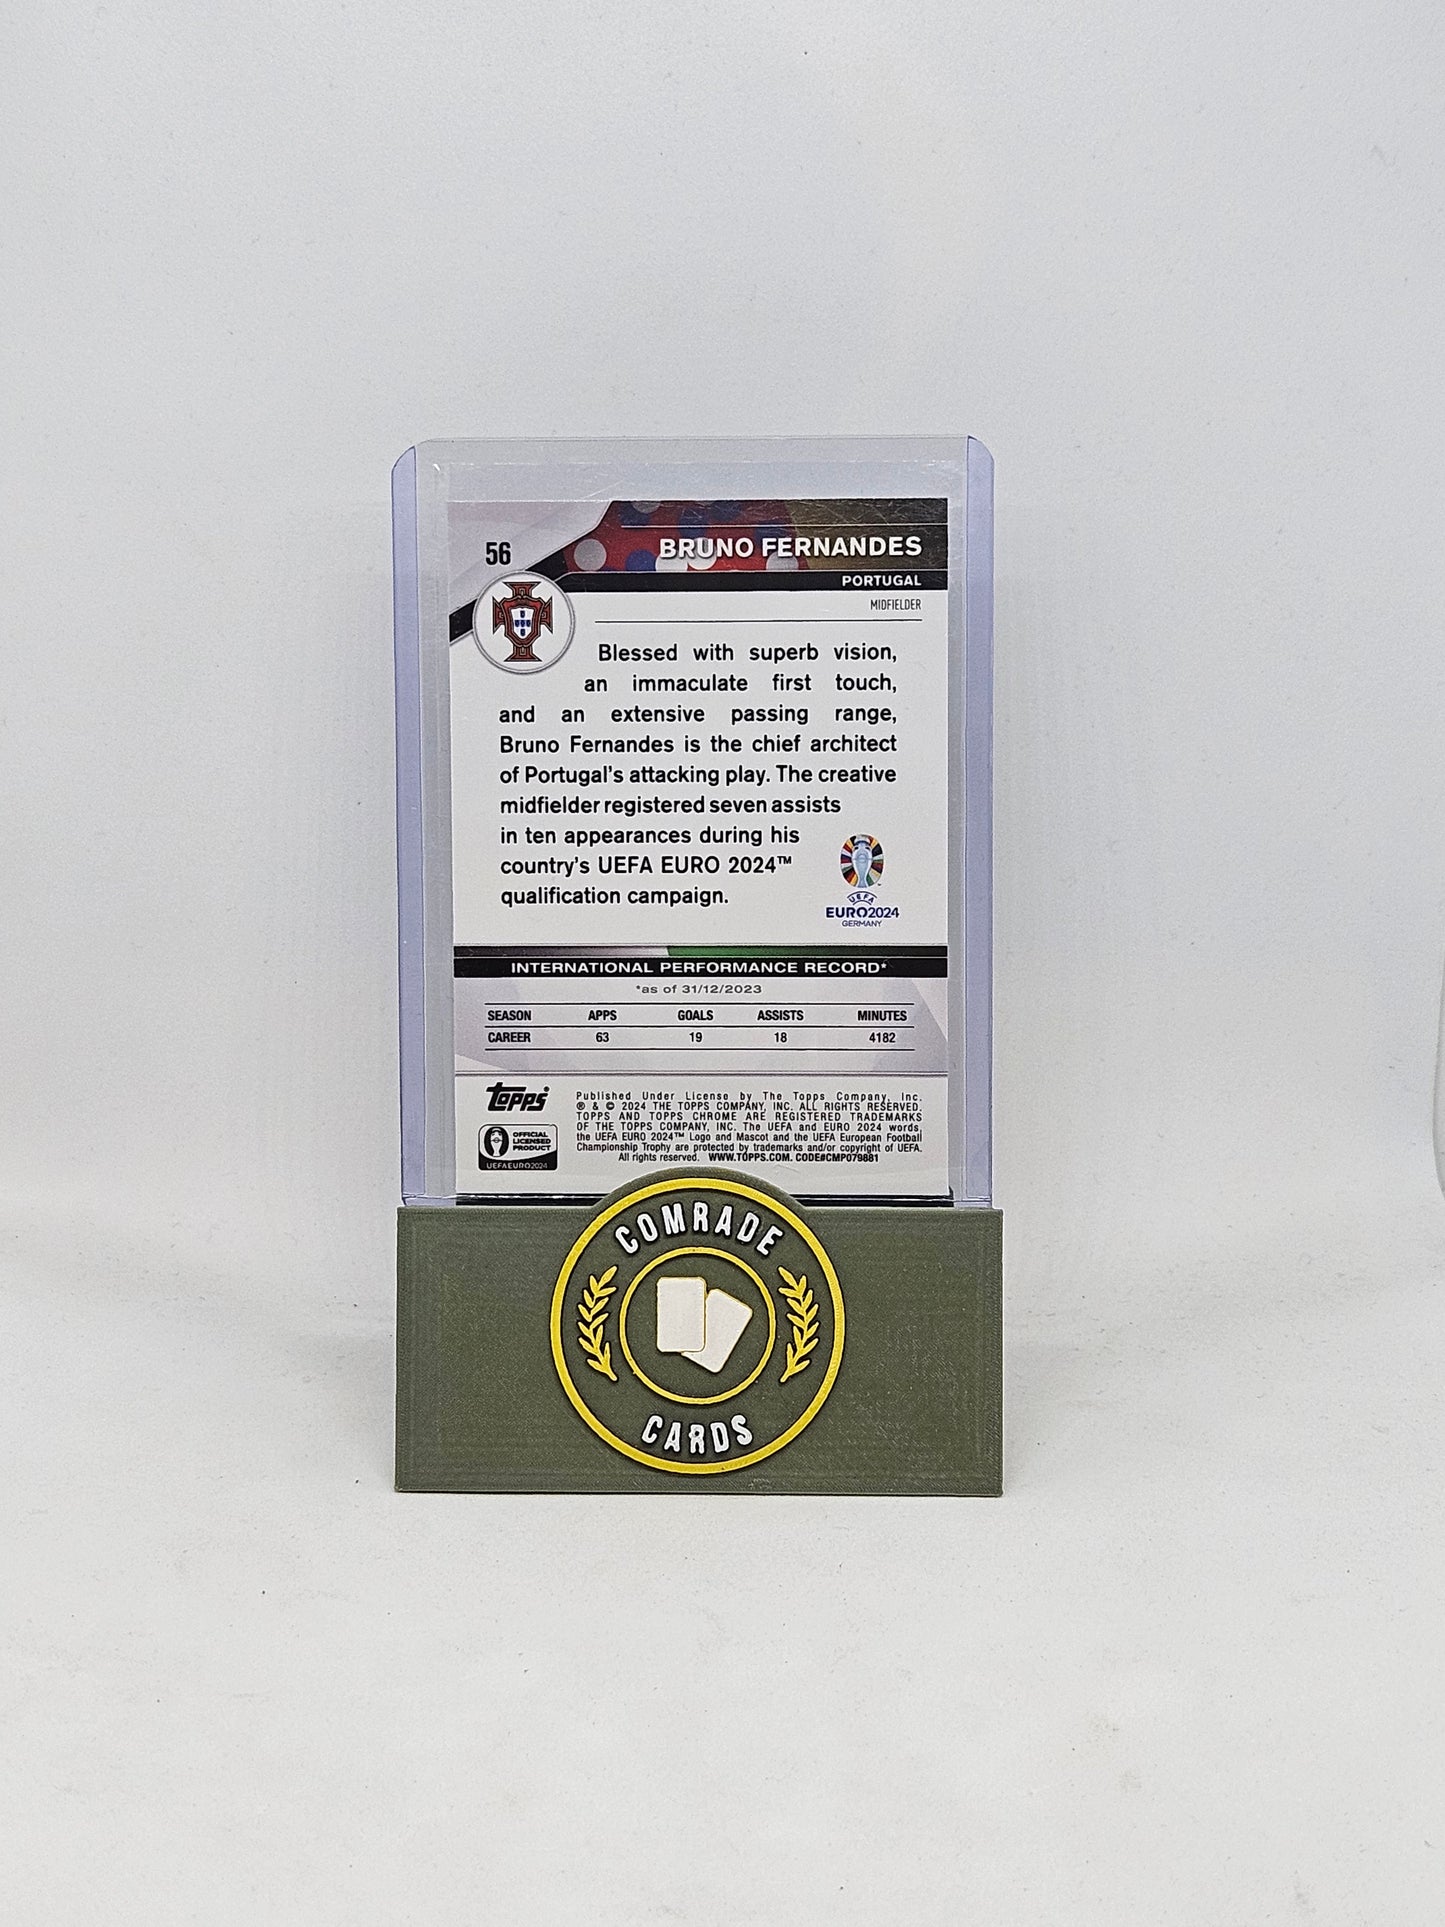 56
BRUNO FERNANDES
PORTUGAL
MIDFIELDER
Blessed with superb vision,
an immaculate first touch,
and an extensive passing range,
Bruno Fernandes is the chief architect
of Portugal's attacking play. The creative
midfielder registered seven assists
in ten appearances during his
country's UEFA EURO 2024™
qualification campaign.
UEFA
EURO2024
GERMANY
INTERNATIONAL PERFORMANCE RECORD*
*as of 31/12/2023
SEASON APPS GOALS ASSISTS MINUTES
CAREER 63 19 18 4182
topps
OFFICIAL
LICENSED
PRODUCT
UEFAEURO2024
Published Under License by The Topps Company, Inc.
® & © 2024 THE TOPPS COMPANY, INC. ALL RIGHTS RESERVED.
TOPPS AND TOPPS CHROME ARE REGISTERED TRADEMARKS
OF THE TOPPS COMPANY, INC. The UEFA and EURO 2024 words,
the UEFA EURO 2024™ Logo and Mascot and the UEFA European Football
Championship Trophy are protected by trademarks and/or copyright of UEFA.
All rights reserved. WWW.TOPPS.COM. CODE#CMP079881
COMRADE
CARDS